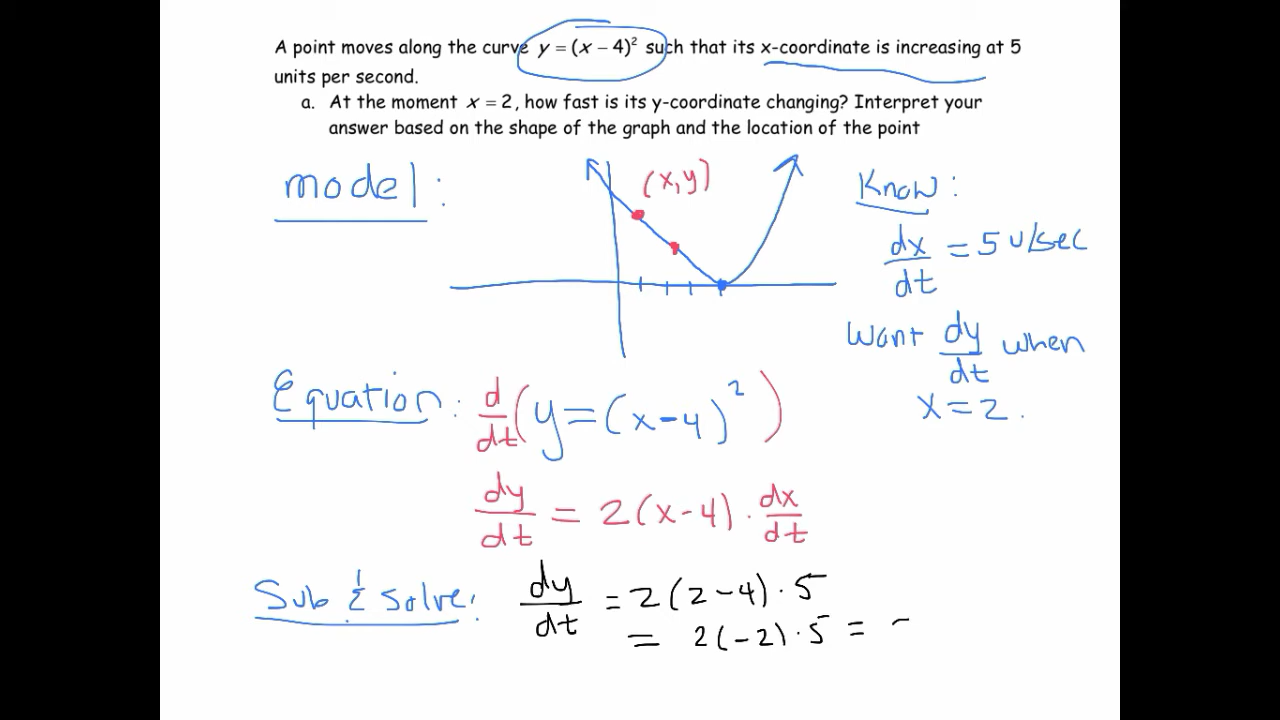 A point moves along the curve y = (x − 4)² such that its x-coordinate is increasing at 5
units per second.
a. At the moment x = 2, how fast is its y-coordinate changing? Interpret your
answer based on the shape of the graph and the location of the point
model:
(x,y)
Know:
dx/dt = 5 u/sec
Want dy/dt when
x = 2.
Equation: d/dt(y = (x-4)²)
dy/dt = 2(x-4) · dx/dt
Sub & solve: dy/dt = 2(2-4) · 5
= 2(-2) · 5 = -